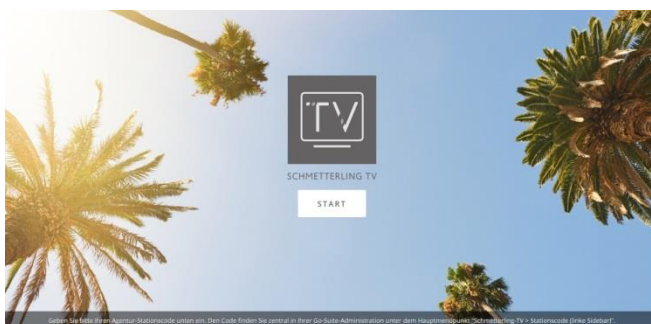 TV
SCHMETTERLING TV
START
Geben Sie bitte Ihren Agentur-Stationscode unten ein. Den Code finden Sie zentral in Ihrer Go-Suite-Administration unter dem Hauptmenüpunkt "Schmetterling-TV > Stationscode (linke Sidebar)".